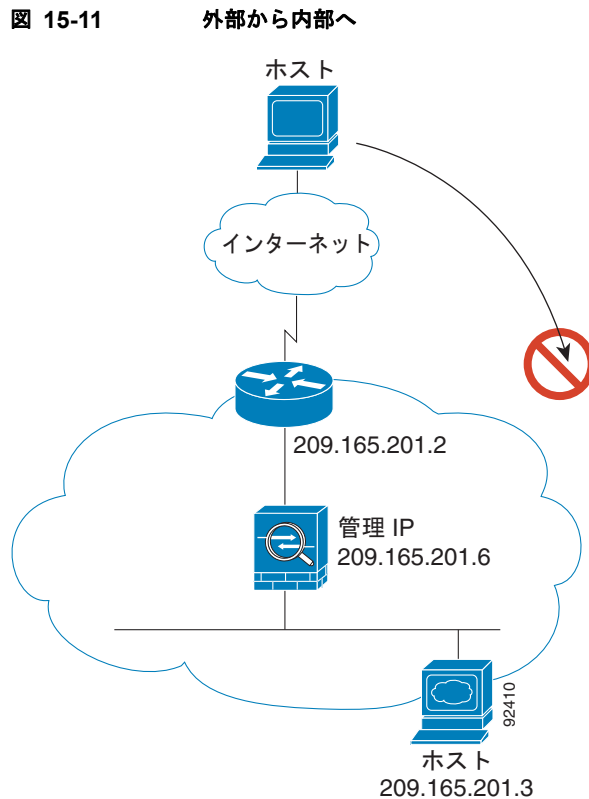 図 15-11 外部から内部へ
ホスト
インターネット
209.165.201.2
管理 IP
209.165.201.6
92410
ホスト
209.165.201.3